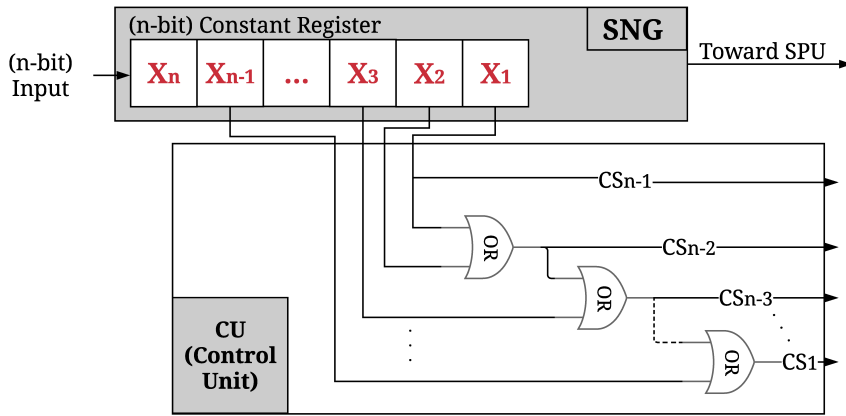 (n-bit) Constant Register
SNG
(n-bit)
Input
Xn
Xn-1
...
X3
X2
X1
Toward SPU
CSn-1
OR
CSn-2
OR
CSn-3
OR
CS1
CU
(Control
Unit)